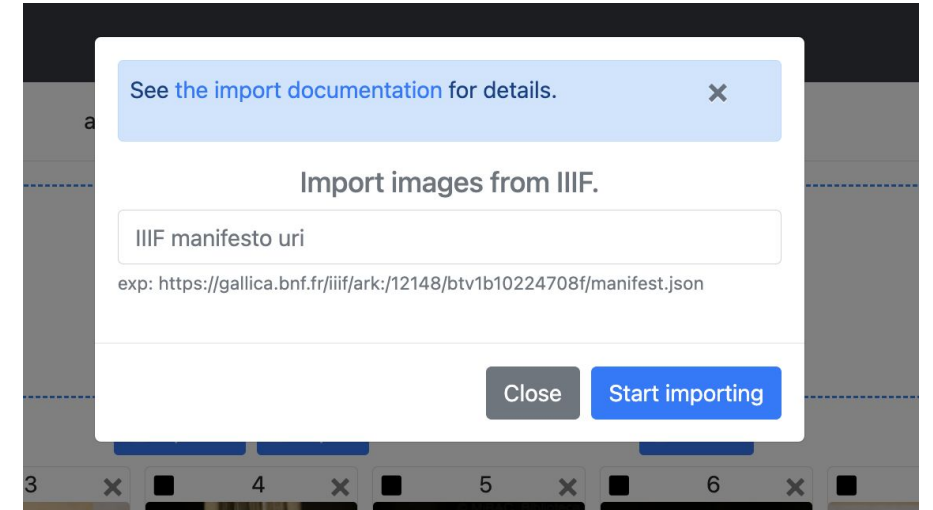 See the import documentation for details.
a
Import images from IIIF.
IIIF manifesto uri
exp: https://gallica.bnf.fr/iiif/ark:/12148/btv1b10224708f/manifest.json
Close
Start importing
3
4
5
6